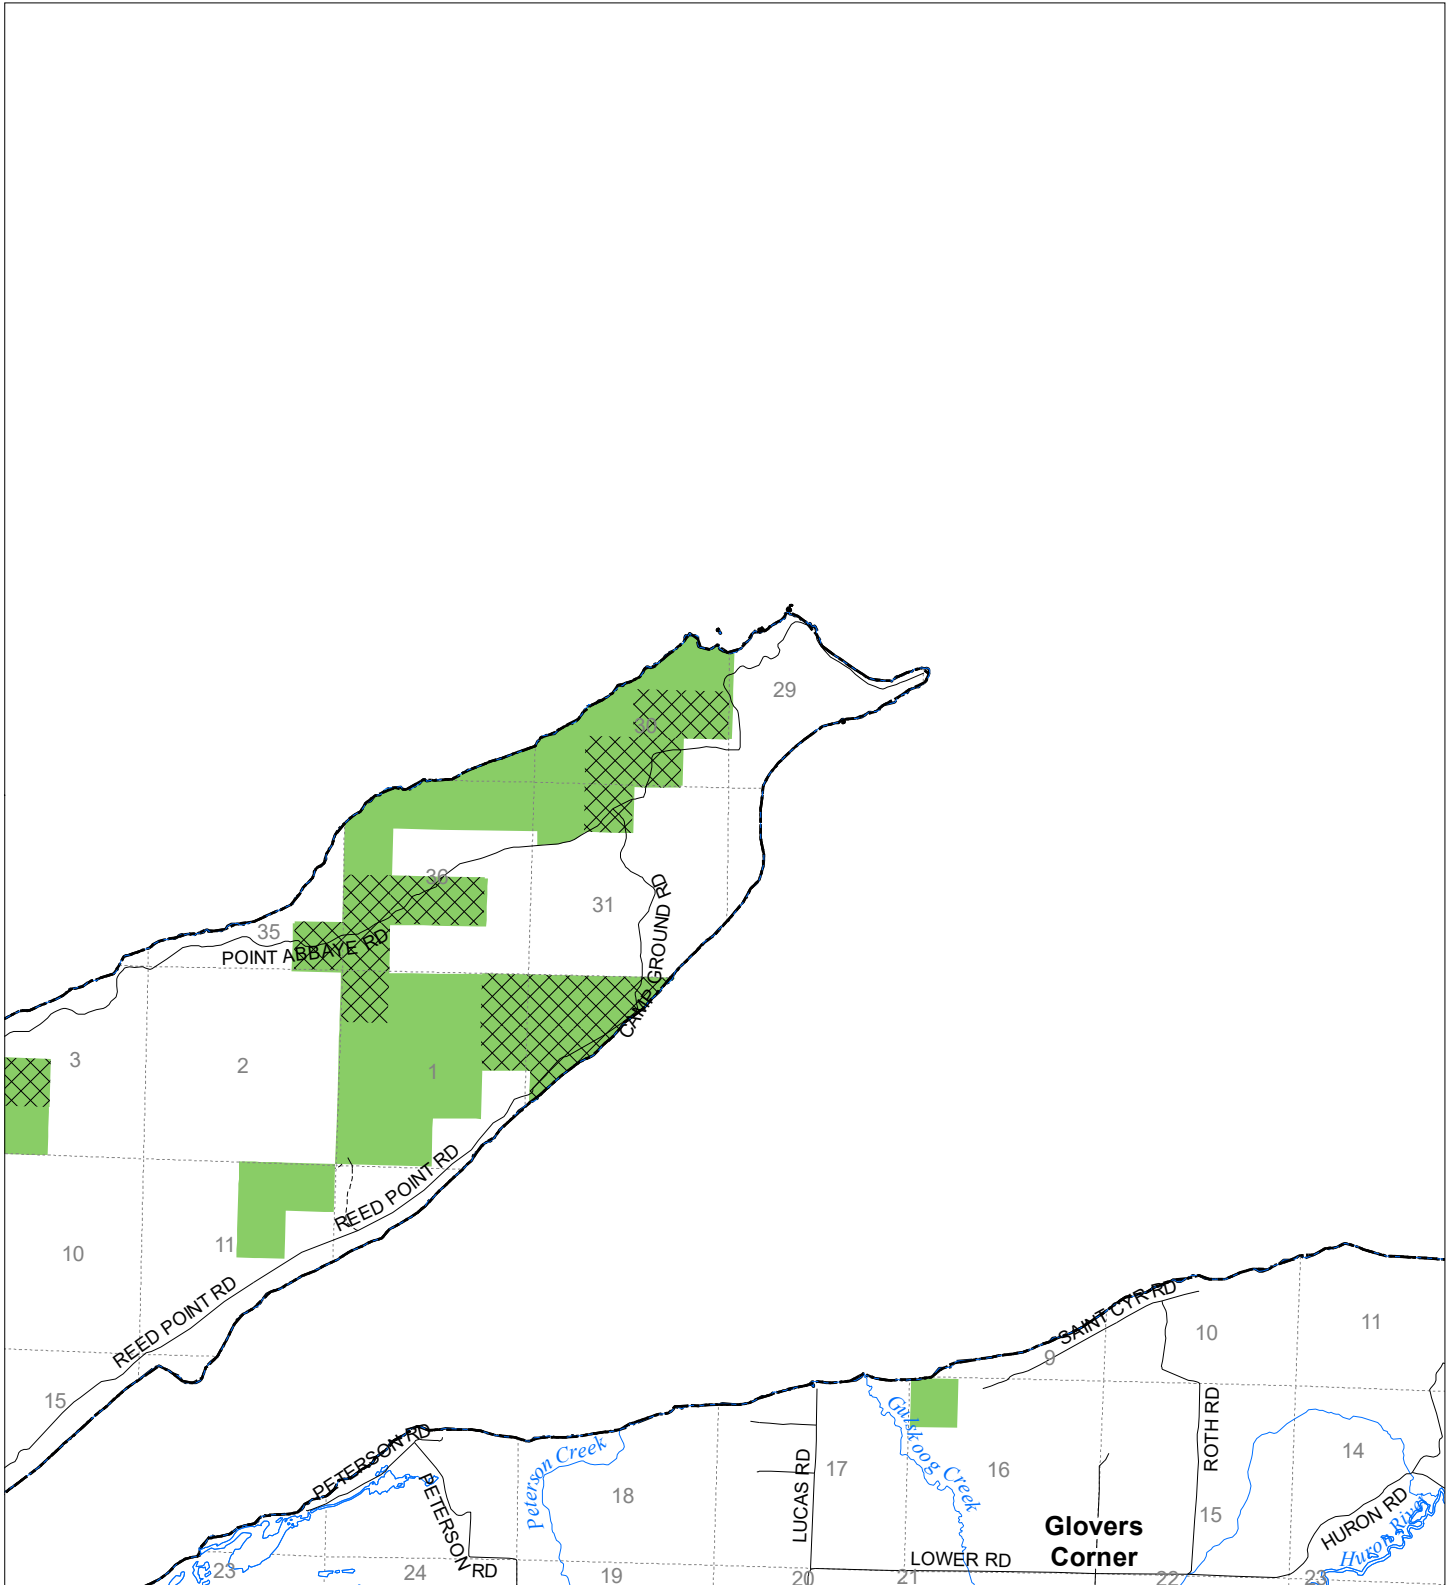 29
30
36
31
CAMP GROUND RD
35
POINT ABBAYE RD
3
2
1
REED POINT RD
11
10
REED POINT RD
15
SAINT CYR RD
10
11
9
PETERSON RD
PETERSON RD
Peterson Creek
18
LUCAS RD
17
Gulskoog Creek
16
ROTH RD
14
15
HURON RD
Huron River
Glovers
Corner
LOWER RD
23
24
19
20
21
22
23